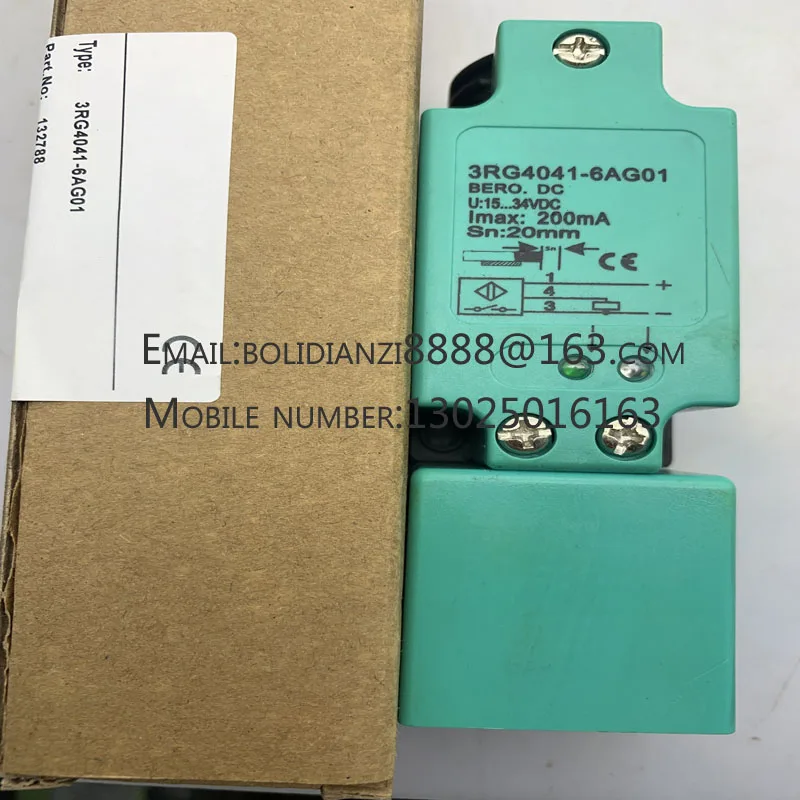 Type: 3RG4041-6AG01
Part.No: 132788
CE
3RG4041-6AG01
BERO. DC
U:15...34VDC
Imax: 200mA
Sn:20mm
Sn
CE
1 +
4
3 -
EMAIL:BOLIDIANZI8888@163.COM
MOBILE NUMBER:13025016163